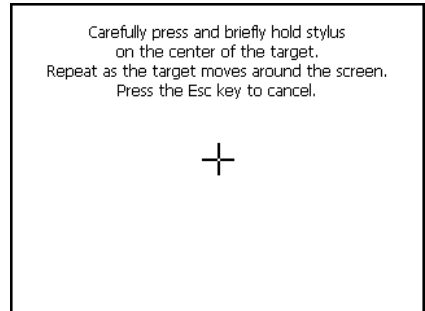 Carefully press and briefly hold stylus
on the center of the target.
Repeat as the target moves around the screen.
Press the Esc key to cancel.